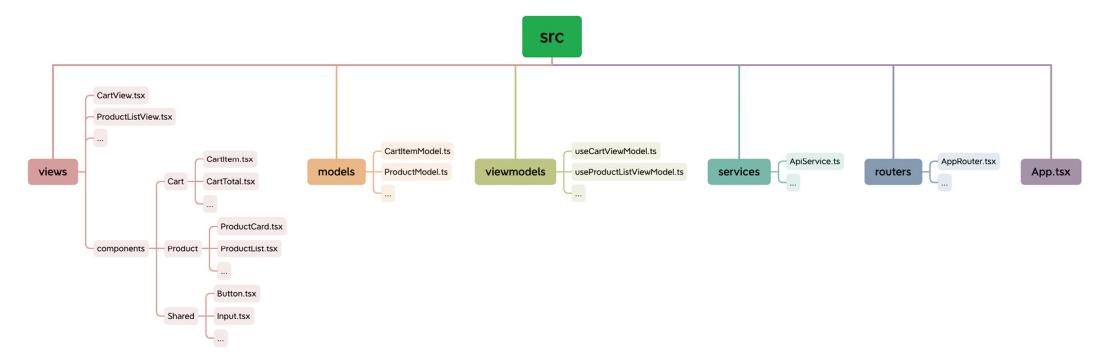 src
views
CartView.tsx
ProductListView.tsx
...
components
Cart
CartItem.tsx
CartTotal.tsx
...
Product
ProductCard.tsx
ProductList.tsx
...
Shared
Button.tsx
Input.tsx
...
models
CartItemModel.ts
ProductModel.ts
...
viewmodels
useCartViewModel.ts
useProductListViewModel.ts
...
services
ApiService.ts
...
routers
AppRouter.tsx
...
App.tsx